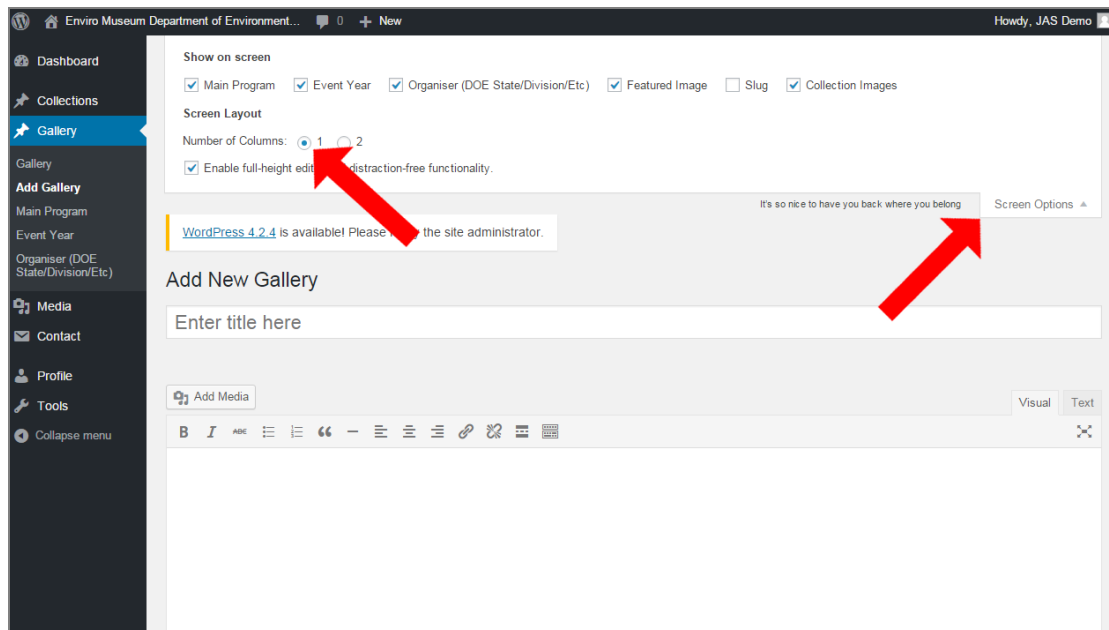 Enviro Museum Department of Environment... 0 New Howdy, JAS Demo
Dashboard
Collections
Gallery
Gallery
Add Gallery
Main Program
Event Year
Organiser (DOE
State/Division/Etc)
Media
Contact
Profile
Tools
Collapse menu
Show on screen
Main Program Event Year Organiser (DOE State/Division/Etc) Featured Image Slug Collection Images
Screen Layout
Number of Columns: 1 2
Enable full-height distraction-free functionality.
It's so nice to have you back where you belong
Screen Options
WordPress 4.2.4 is available! Please the site administrator.
Add New Gallery
Enter title here
Add Media
Visual Text
B I ABC